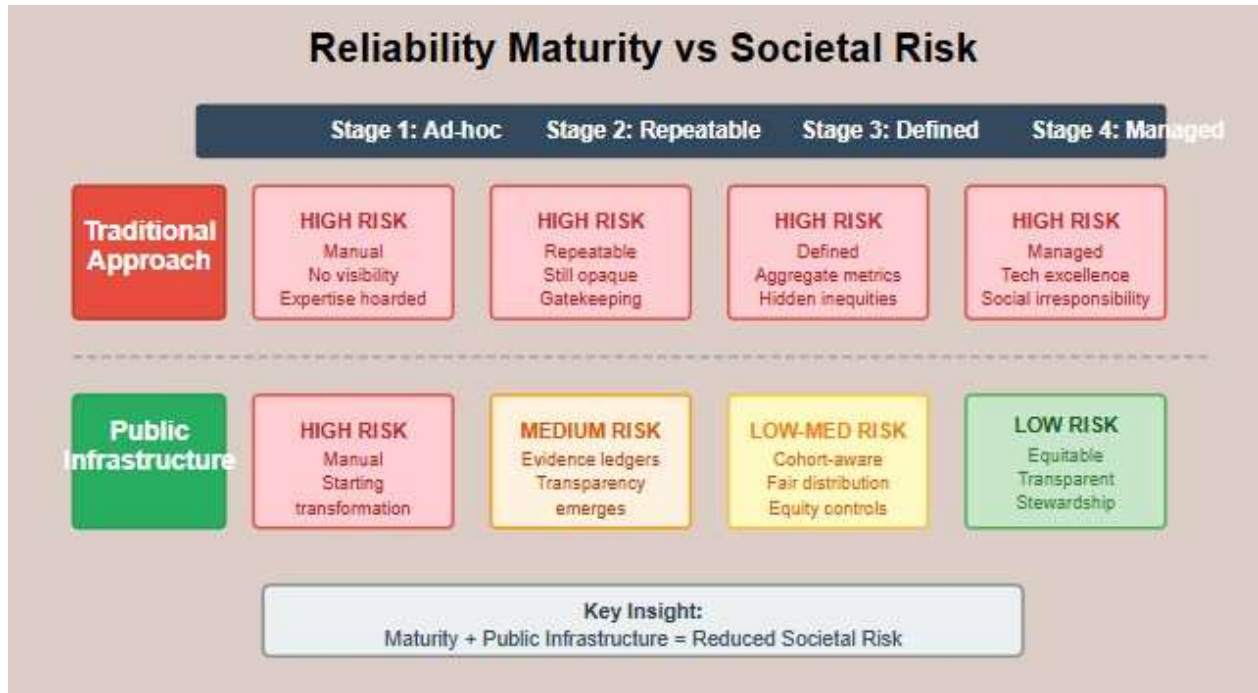 Reliability Maturity vs Societal Risk
Stage 1: Ad-hoc Stage 2: Repeatable Stage 3: Defined Stage 4: Managed
Traditional
Approach
HIGH RISK
Manual
No visibility
Expertise hoarded
HIGH RISK
Repeatable
Still opaque
Gatekeeping
HIGH RISK
Defined
Aggregate metrics
Hidden inequities
HIGH RISK
Managed
Tech excellence
Social irresponsibility
Public
Infrastructure
HIGH RISK
Manual
Starting
transformation
MEDIUM RISK
Evidence ledgers
Transparency
emerges
LOW-MED RISK
Cohort-aware
Fair distribution
Equity controls
LOW RISK
Equitable
Transparent
Stewardship
Key Insight:
Maturity + Public Infrastructure = Reduced Societal Risk